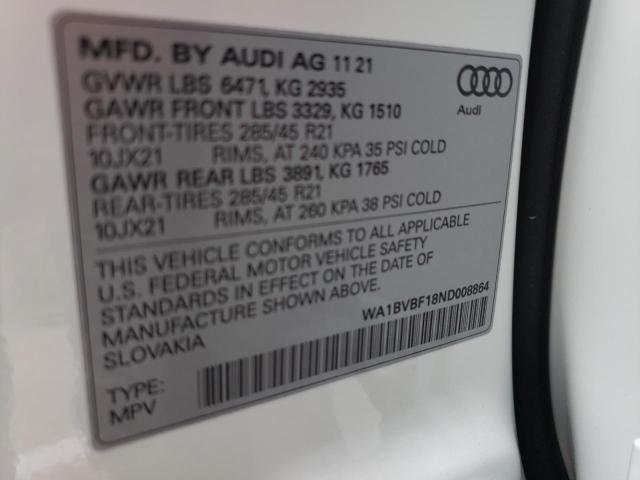 MFD. BY AUDI AG 11 21
GVWR LBS 6471, KG 2935
GAWR FRONT LBS 3329, KG 1510
FRONT-TIRES 285/45 R21
10JX21 RIMS, AT 240 KPA 35 PSI COLD
GAWR REAR LBS 3891, KG 1765
REAR-TIRES 285/45 R21
10JX21 RIMS, AT 260 KPA 38 PSI COLD
Audi
THIS VEHICLE CONFORMS TO ALL APPLICABLE
U.S. FEDERAL MOTOR VEHICLE SAFETY
STANDARDS IN EFFECT ON THE DATE OF
MANUFACTURE SHOWN ABOVE.
SLOVAKIA
WA1BVBF18ND008864
TYPE:
MPV